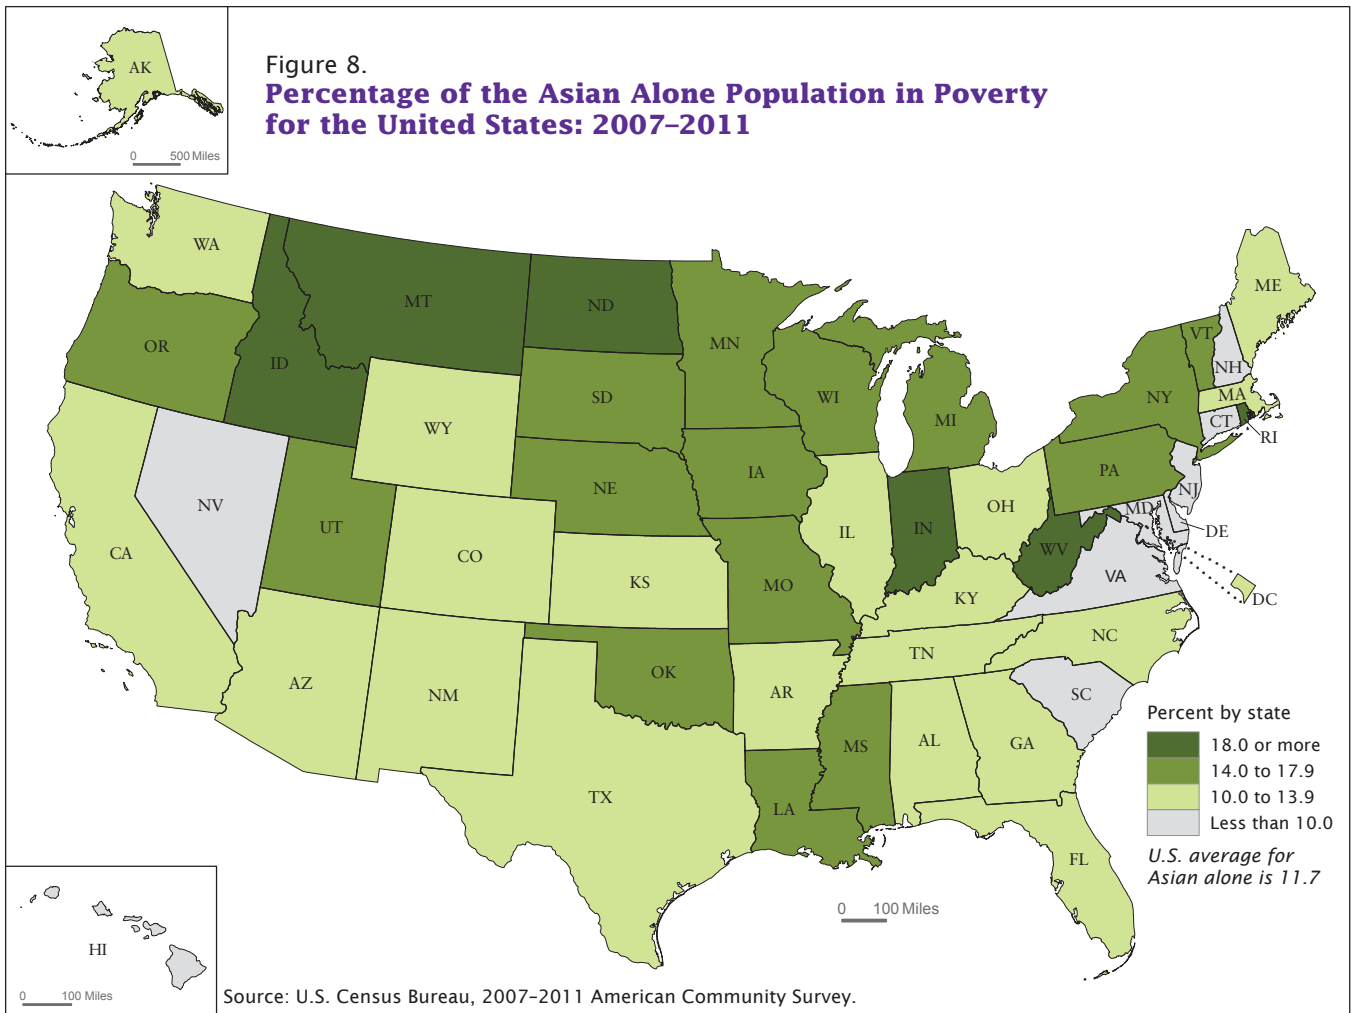 AK
0 500 Miles
Figure 8.
Percentage of the Asian Alone Population in Poverty
for the United States: 2007–2011
WA
MT
ND
OR
ID
MN
SD
WY
WI
MI
ME
VT
NH
NY
MA
CT
RI
NV
UT
NE
IA
PA
NJ
CA
CO
KS
MO
IL
IN
OH
WV
MD
DE
VA
DC
KY
NC
TN
AZ
NM
OK
AR
SC
MS
AL
GA
TX
LA
FL
Percent by state
18.0 or more
14.0 to 17.9
10.0 to 13.9
Less than 10.0
U.S. average for
Asian alone is 11.7
0 100 Miles
HI
0 100 Miles
Source: U.S. Census Bureau, 2007–2011 American Community Survey.